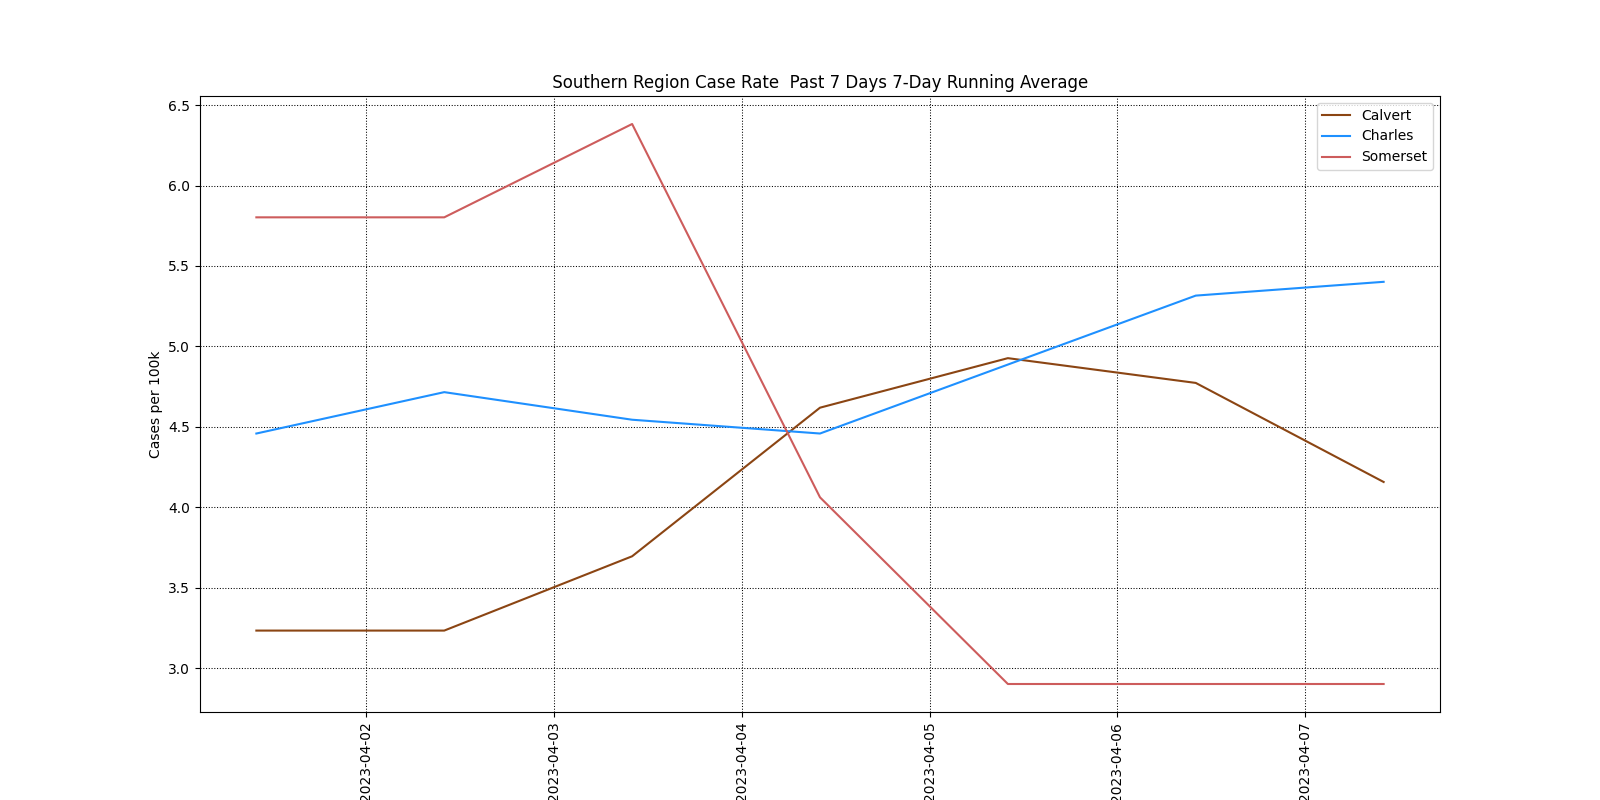 Southern Region Case Rate  Past 7 Days 7-Day Running Average
Calvert
Charles
Somerset
Cases per 100k
6.5
6.0
5.5
5.0
4.5
4.0
3.5
3.0
2023-04-02
2023-04-03
2023-04-04
2023-04-05
2023-04-06
2023-04-07